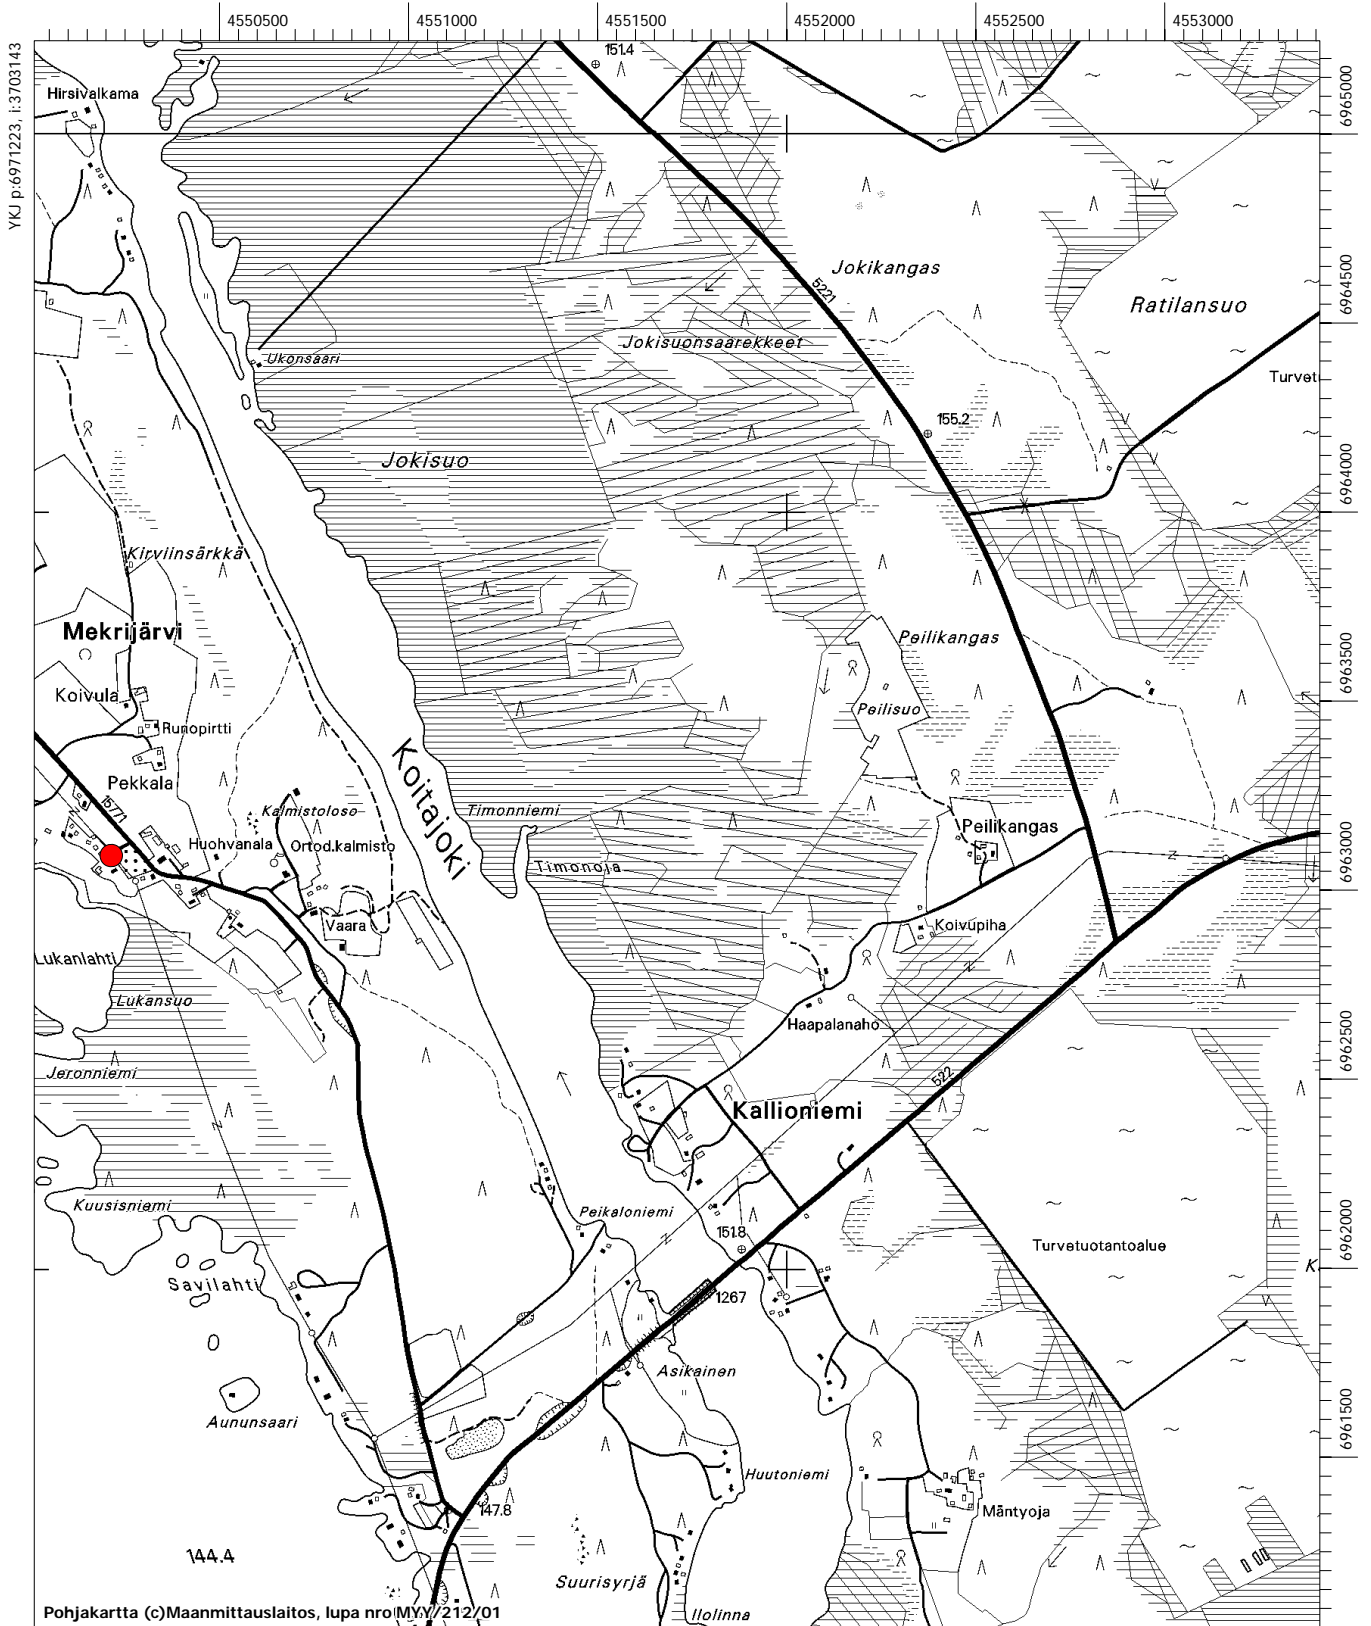 4550500 4551000 4551500 4552000 4552500 4553000
YKJ p:6971223, i:3703143
151.4
6965000
Hirsivalkama
Jokikangas
5221
Ratilansuo
6964500
Jokisuonsaarekkeet
Ukonsaari
Turvet
155.2
Jokisuo
6964000
Kirviinsärkkä
Mekrijärvi
Peilikangas
6963500
Koivula
Peilisuo
Runopirtti
Koitajoki
Pekkala
15771
Kalmistoloso
Timonniemi
Peilikangas
6963000
Huohvanala
Ortod.kalmisto
Timonoja
Vaara
Koivupiha
Lukanlahti
Lukansuo
Haapalanaho
6962500
Jeronniemi
522
Kallioniemi
Kuusisniemi
Peikaloniemi
6962000
151.8
Turvetuotantoalue
K
Savilahti
1267
Asikainen
Aununsaari
6961500
Huutoniemi
Mäntyoja
147.8
144.4
Suurisyrjä
Ilolinna
Pohjakartta (c)Maanmittauslaitos, lupa nro MYY/212/01